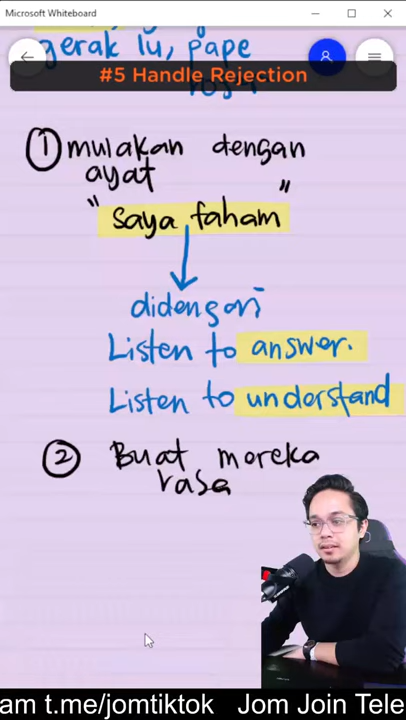 Microsoft Whiteboard
gerak lu, pape
#5 Handle Rejection
① mulakan dengan
ayat
" saya faham "
didengari
Listen to answer.
Listen to understand
② Buat mereka
rasa
am t.me/jomtiktok Jom Join Tele